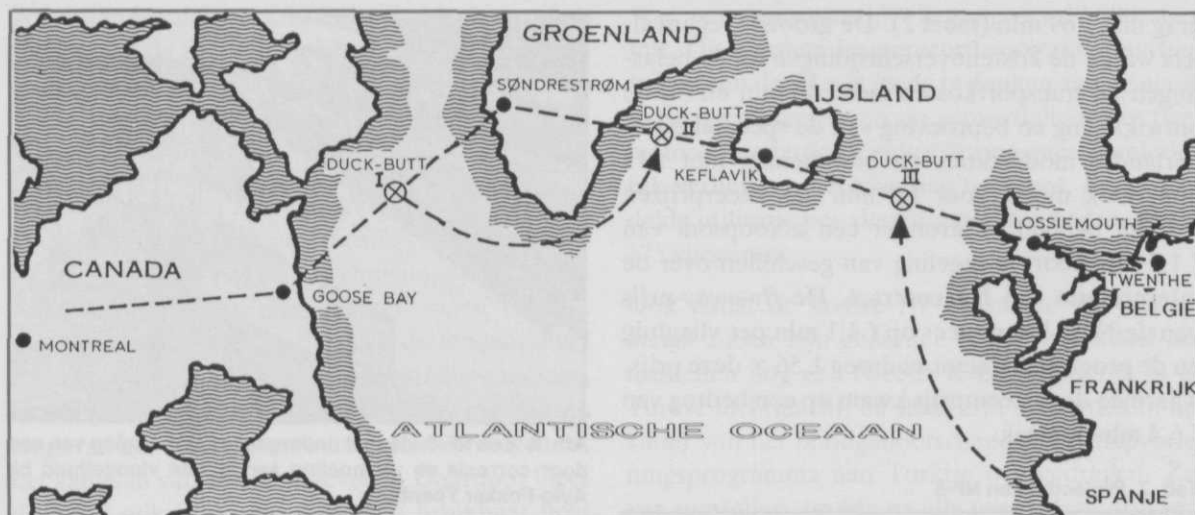 GROENLAND
SØNDRESTRØM
DUCK-BUTT
II
IJSLAND
DUCK-BUTT
I
KEFLAVIK
DUCK-BUTT
III
LOSSIEMOUTH
CANADA
GOOSE BAY
TWENTHE
BELGIË
MONTREAL
FRANKRIJK
ATLANTISCHE OCEAAN
SPANJE